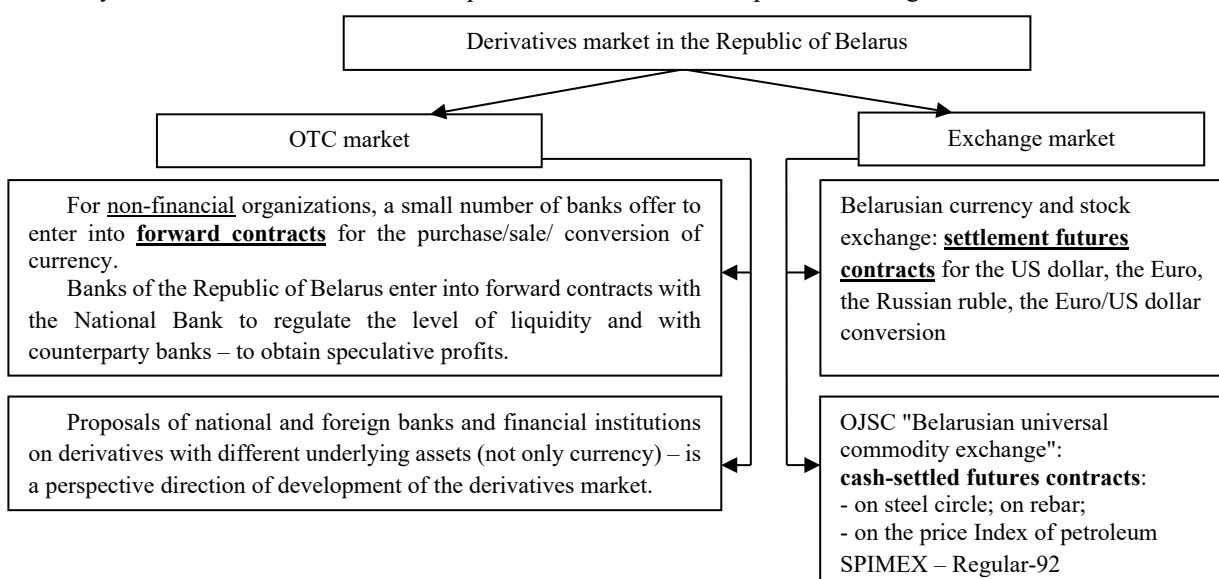 Derivatives market in the Republic of Belarus
OTC market
Exchange market
For non-financial organizations, a small number of banks offer to
enter into forward contracts for the purchase/sale/ conversion of
currency.
Banks of the Republic of Belarus enter into forward contracts with
the National Bank to regulate the level of liquidity and with
counterparty banks – to obtain speculative profits.
Belarusian currency and stock
exchange: settlement futures
contracts for the US dollar, the Euro,
the Russian ruble, the Euro/US dollar
conversion
Proposals of national and foreign banks and financial institutions
on derivatives with different underlying assets (not only currency) – is
a perspective direction of development of the derivatives market.
OJSC "Belarusian universal
commodity exchange":
cash-settled futures contracts:
- on steel circle; on rebar;
- on the price Index of petroleum
SPIMEX – Regular-92